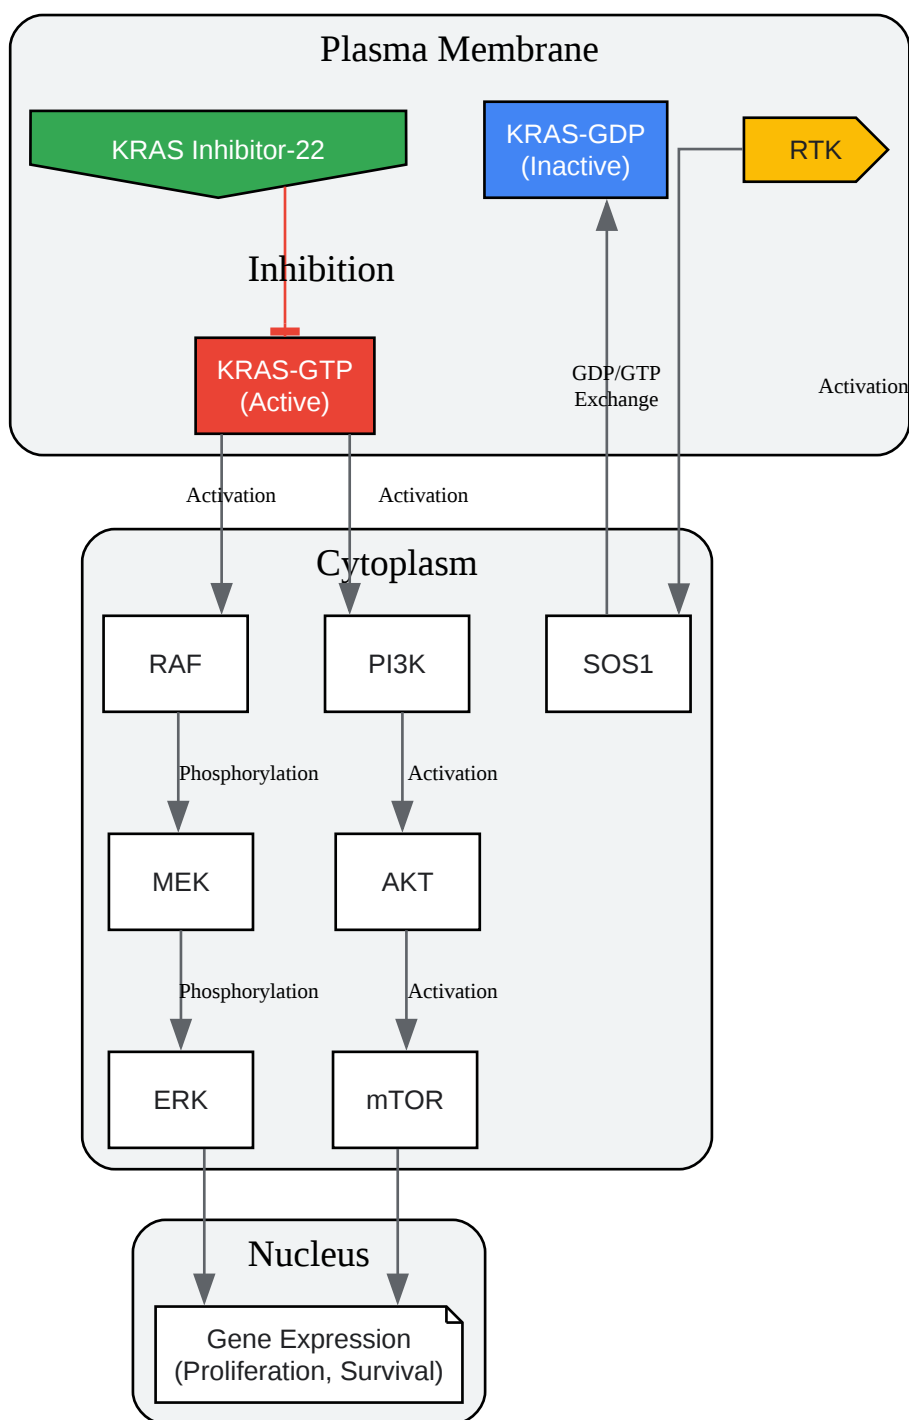 Plasma Membrane
KRAS Inhibitor-22
KRAS-GDP
(Inactive)
RTK
Inhibition
KRAS-GTP
(Active)
GDP/GTP
Exchange
Activation
Activation
Activation
Cytoplasm
RAF
PI3K
SOS1
Phosphorylation
Activation
MEK
AKT
Phosphorylation
Activation
ERK
mTOR
Nucleus
Gene Expression
(Proliferation, Survival)